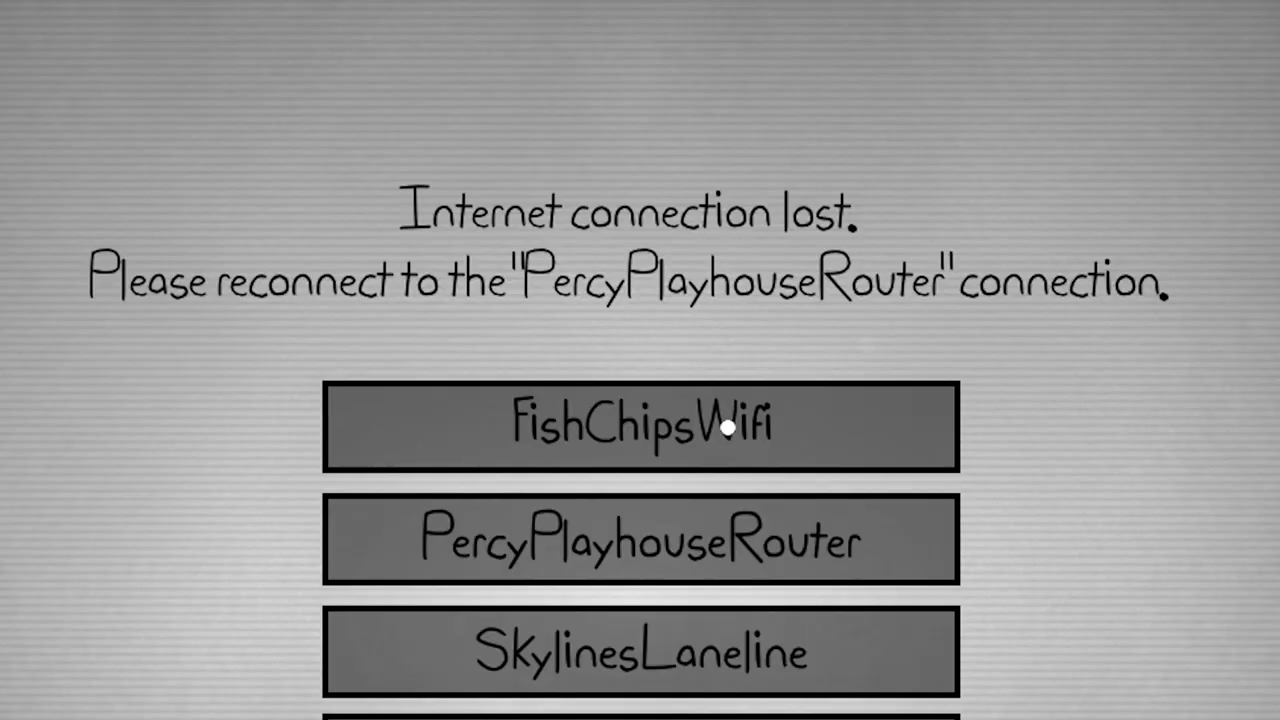 Internet connection lost.
Please reconnect to the "PercyPlayhouseRouter" connection.
FishChipsWifi
PercyPlayhouseRouter
SkylinesLaneline